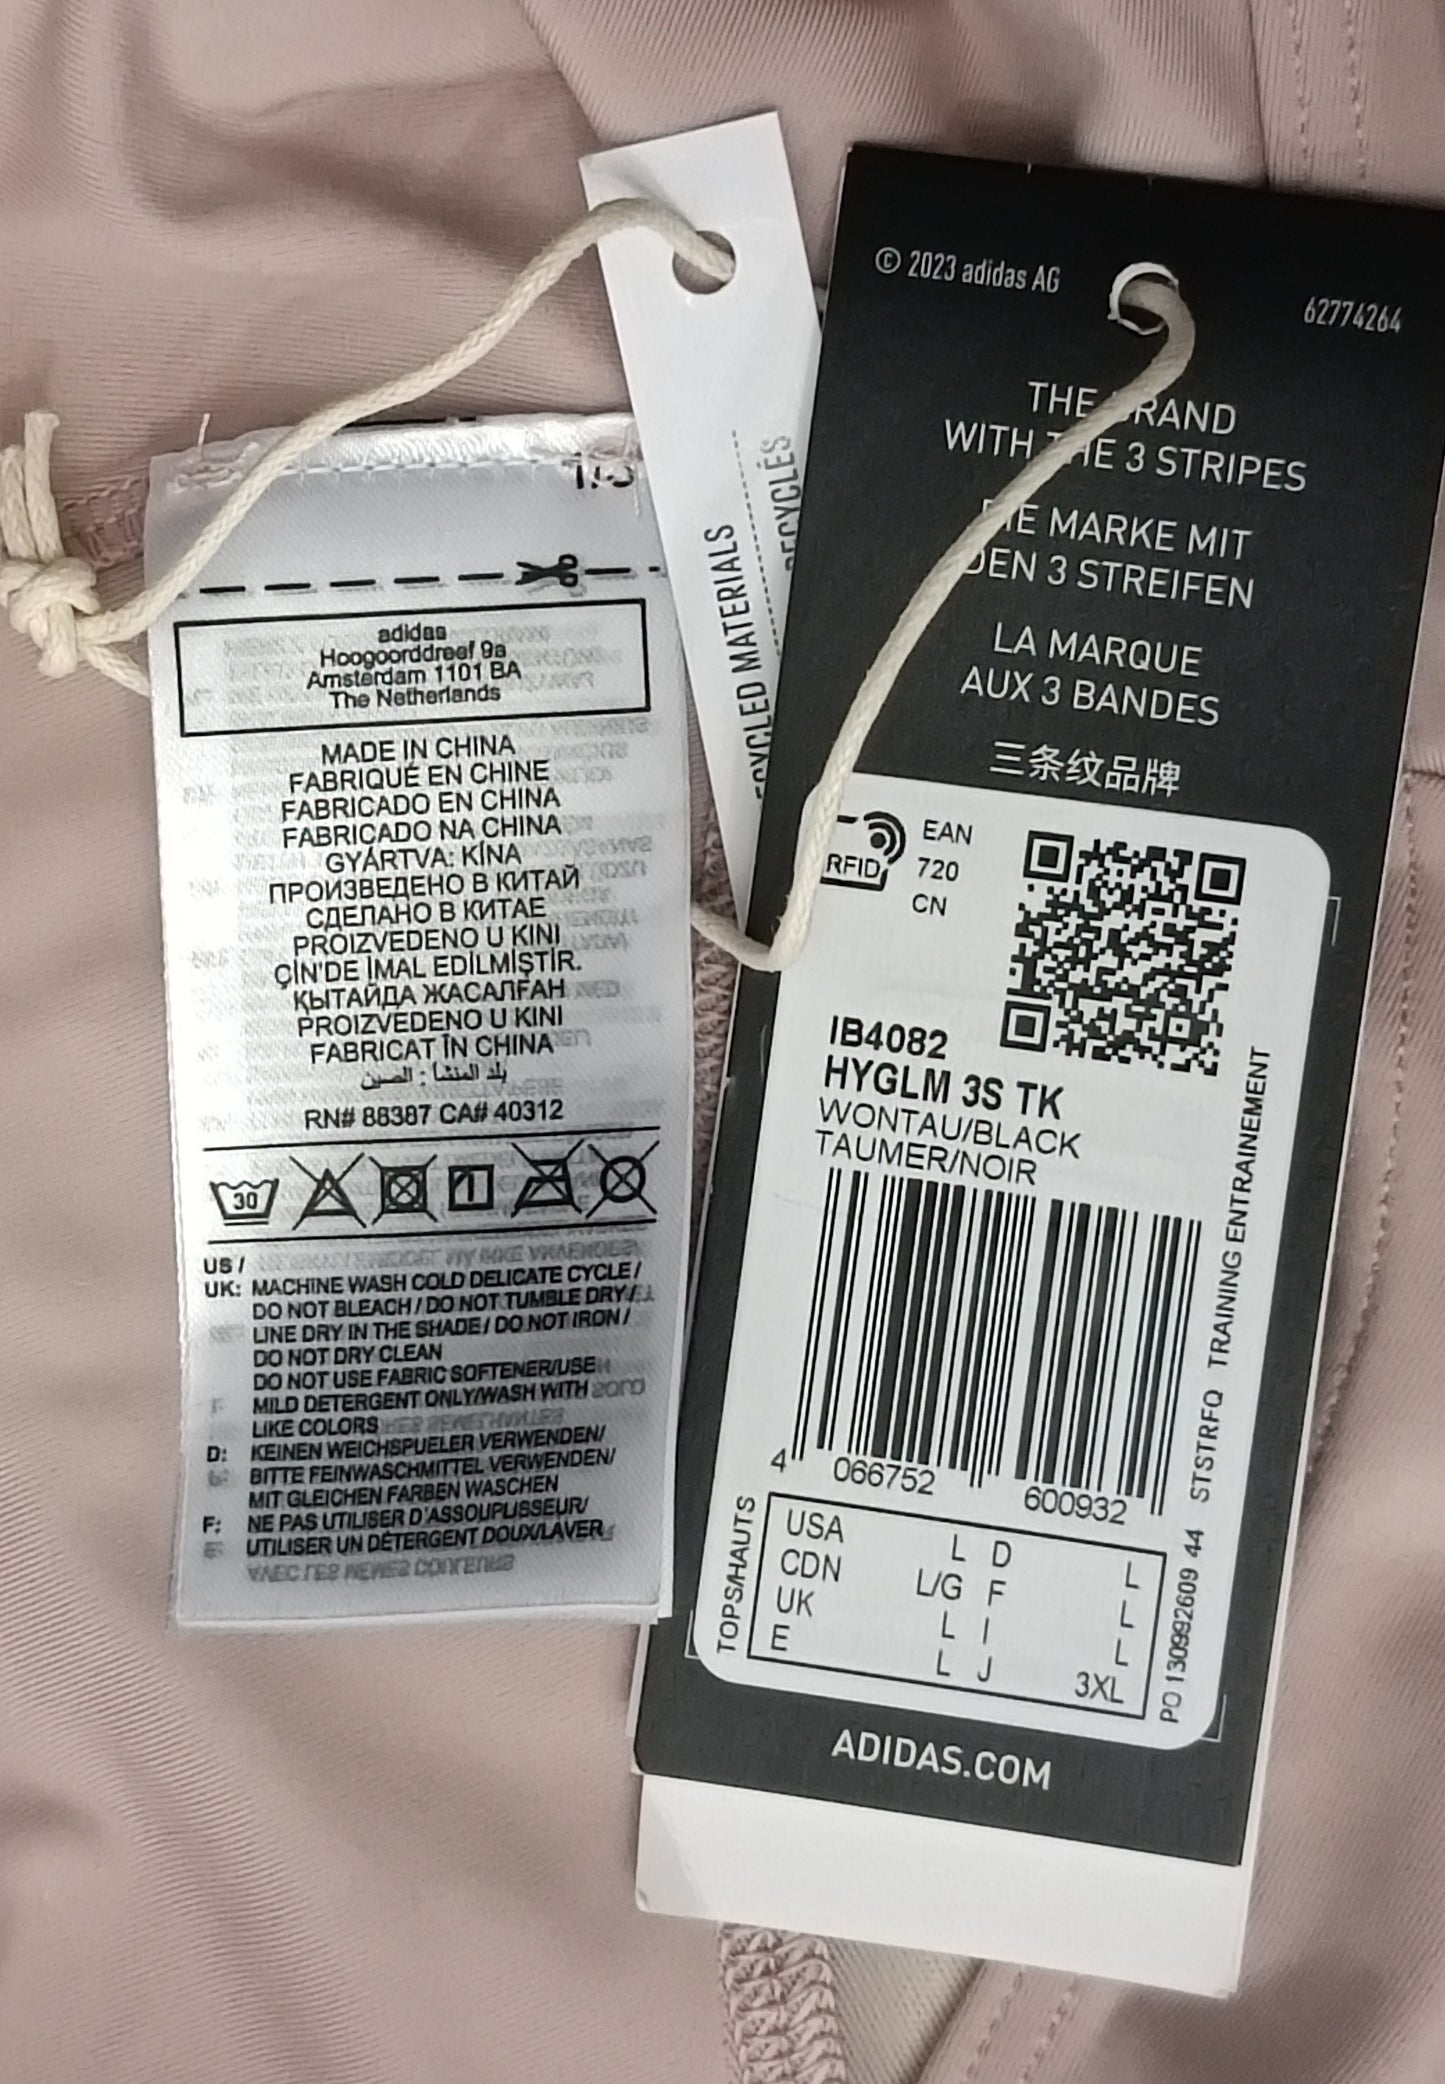 1/3
adidas
Hoogoorddreef 9a
Amsterdam 1101 BA
The Netherlands
MADE IN CHINA
FABRIQUÉ EN CHINE
FABRICADO EN CHINA
FABRICADO NA CHINA
GYÁRTVA: KÍNA
ПРОИЗВЕДЕНО В КИТАЙ
СДЕЛАНО В КИТАЕ
PROIZVEDENO U KINI
ÇİN'DE İMAL EDİLMİŞTİR.
ҚЫТАЙДА ЖАСАЛҒАН
PROIZVEDENO U KINI
FABRICAT ÎN CHINA
بلد المنشأ : الصين
RN# 88387 CA# 40312
30
US /
UK: MACHINE WASH COLD DELICATE CYCLE /
DO NOT BLEACH / DO NOT TUMBLE DRY /
LINE DRY IN THE SHADE / DO NOT IRON /
DO NOT DRY CLEAN
DO NOT USE FABRIC SOFTENER/USE
MILD DETERGENT ONLY/WASH WITH
LIKE COLORS
D: KEINEN WEICHSPUELER VERWENDEN/
BITTE FEINWASCHMITTEL VERWENDEN/
MIT GLEICHEN FARBEN WASCHEN
F: NE PAS UTILISER D'ASSOUPLISSEUR/
UTILISER UN DÉTERGENT DOUX/LAVER
MATERIALS
© 2023 adidas AG
62774264
THE BRAND
WITH THE 3 STRIPES
DIE MARKE MIT
DEN 3 STREIFEN
LA MARQUE
AUX 3 BANDES
三条纹品牌
RFID
EAN
720
CN
IB4082
HYGLM 3S TK
WONTAU/BLACK
TAUMER/NOIR
4 066752 600932
TOPS/HAUTS
USA L D L
CDN L/G F L
UK L I L
E L J 3XL
PO 130992609 44 STSTRFQ TRAINING ENTRAINEMENT
ADIDAS.COM